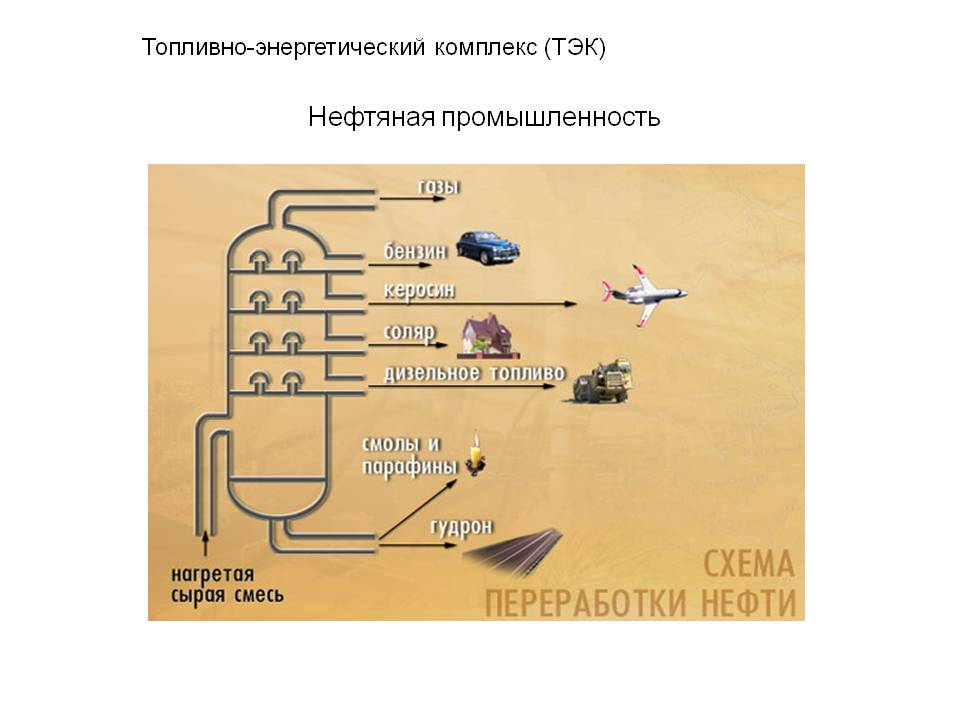 Топливно-энергетический комплекс (ТЭК)
Нефтяная промышленность
газы
бензин
керосин
соляр
дизельное топливо
смолы и
парафины
гудрон
нагретая
сырая смесь
СХЕМА
ПЕРЕРАБОТКИ НЕФТИ